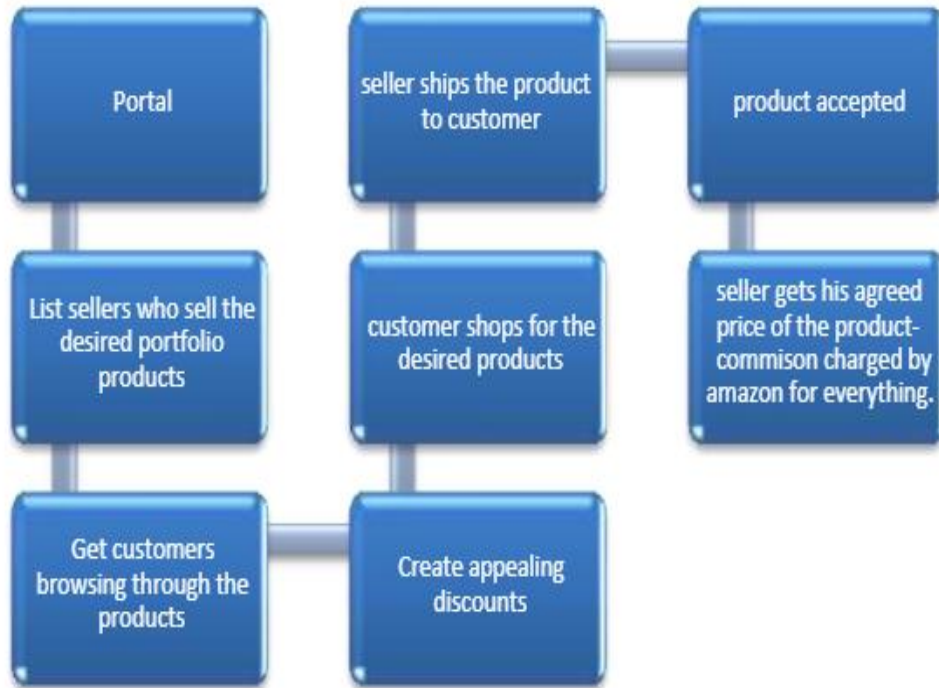 Portal
List sellers who sell the
desired portfolio
products
Get customers
browsing through the
products
Create appealing
discounts
customer shops for the
desired products
seller ships the product
to customer
product accepted
seller gets his agreed
price of the product-
commison charged by
amazon for everything.